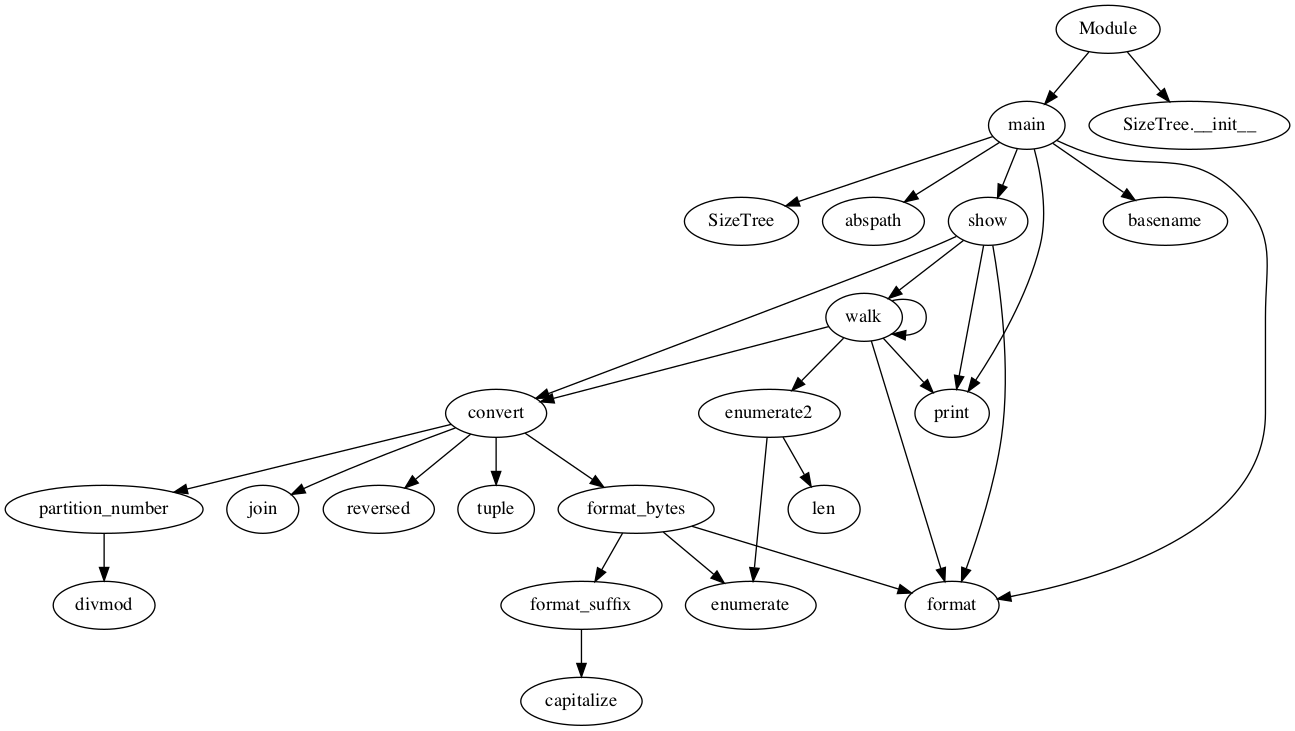 Module
main
SizeTree.__init__
SizeTree
abspath
show
basename
walk
convert
enumerate2
print
partition_number
join
reversed
tuple
format_bytes
len
divmod
format_suffix
enumerate
format
capitalize